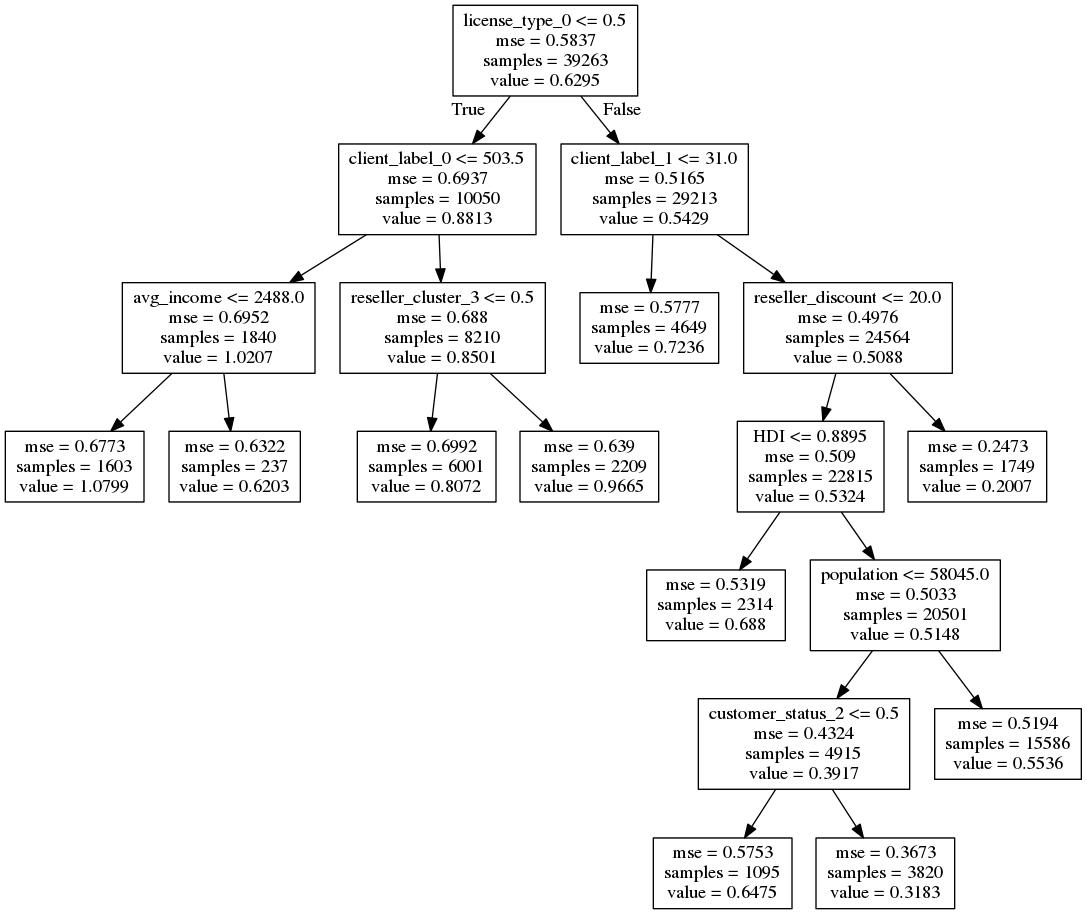 license_type_0 <= 0.5
mse = 0.5837
samples = 39263
value = 0.6295
True
False
client_label_0 <= 503.5
mse = 0.6937
samples = 10050
value = 0.8813
client_label_1 <= 31.0
mse = 0.5165
samples = 29213
value = 0.5429
avg_income <= 2488.0
mse = 0.6952
samples = 1840
value = 1.0207
reseller_cluster_3 <= 0.5
mse = 0.688
samples = 8210
value = 0.8501
mse = 0.5777
samples = 4649
value = 0.7236
reseller_discount <= 20.0
mse = 0.4976
samples = 24564
value = 0.5088
mse = 0.6773
samples = 1603
value = 1.0799
mse = 0.6322
samples = 237
value = 0.6203
mse = 0.6992
samples = 6001
value = 0.8072
mse = 0.639
samples = 2209
value = 0.9665
HDI <= 0.8895
mse = 0.509
samples = 22815
value = 0.5324
mse = 0.2473
samples = 1749
value = 0.2007
mse = 0.5319
samples = 2314
value = 0.688
population <= 58045.0
mse = 0.5033
samples = 20501
value = 0.5148
customer_status_2 <= 0.5
mse = 0.4324
samples = 4915
value = 0.3917
mse = 0.5194
samples = 15586
value = 0.5536
mse = 0.5753
samples = 1095
value = 0.6475
mse = 0.3673
samples = 3820
value = 0.3183